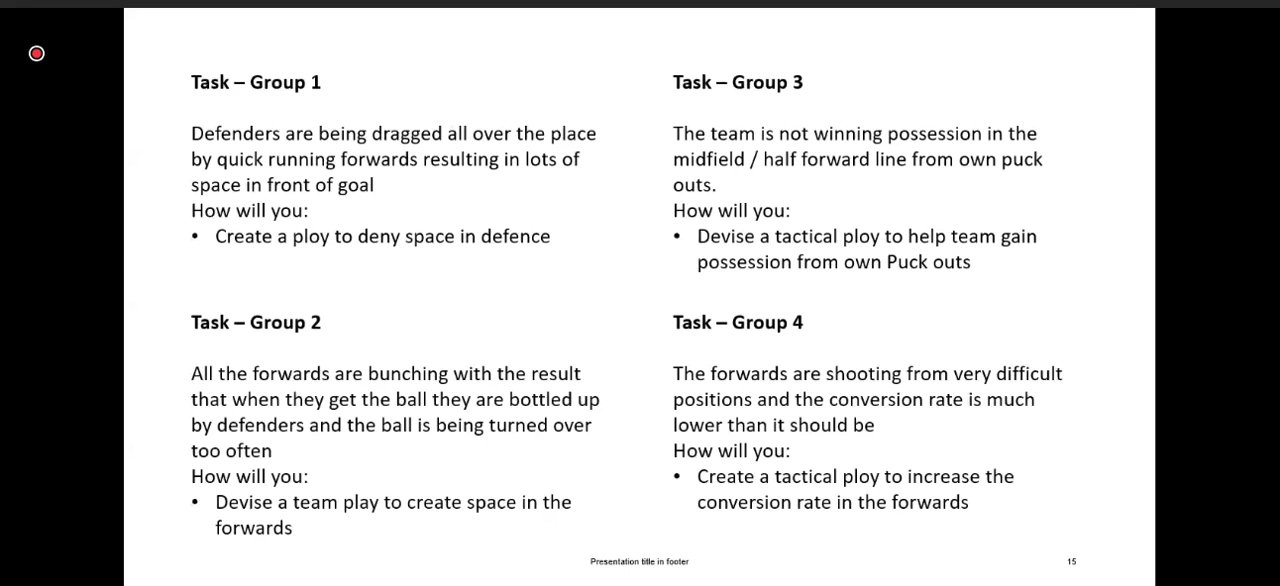 Task – Group 1
Defenders are being dragged all over the place
by quick running forwards resulting in lots of
space in front of goal
How will you:
• Create a ploy to deny space in defence
Task – Group 2
All the forwards are bunching with the result
that when they get the ball they are bottled up
by defenders and the ball is being turned over
too often
How will you:
• Devise a team play to create space in the
forwards
Task – Group 3
The team is not winning possession in the
midfield / half forward line from own puck
outs.
How will you:
• Devise a tactical ploy to help team gain
possession from own Puck outs
Task – Group 4
The forwards are shooting from very difficult
positions and the conversion rate is much
lower than it should be
How will you:
• Create a tactical ploy to increase the
conversion rate in the forwards
Presentation title in footer
15